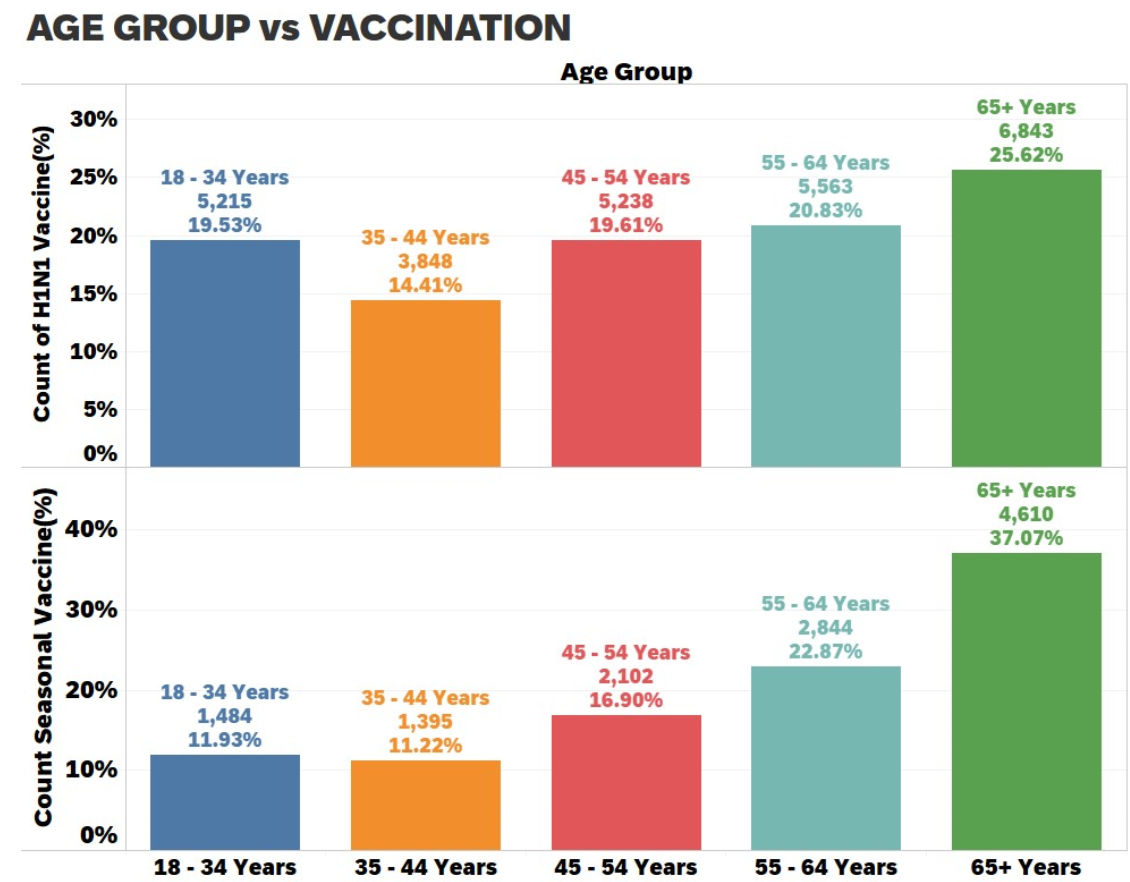 AGE GROUP vs VACCINATION
Age Group
Count of H1N1 Vaccine(%)
30%
25%
20%
15%
10%
5%
0%
18 - 34 Years
5,215
19.53%
35 - 44 Years
3,848
14.41%
45 - 54 Years
5,238
19.61%
55 - 64 Years
5,563
20.83%
65+ Years
6,843
25.62%
Count Seasonal Vaccine(%)
40%
30%
20%
10%
0%
18 - 34 Years
1,484
11.93%
35 - 44 Years
1,395
11.22%
45 - 54 Years
2,102
16.90%
55 - 64 Years
2,844
22.87%
65+ Years
4,610
37.07%
18 - 34 Years
35 - 44 Years
45 - 54 Years
55 - 64 Years
65+ Years